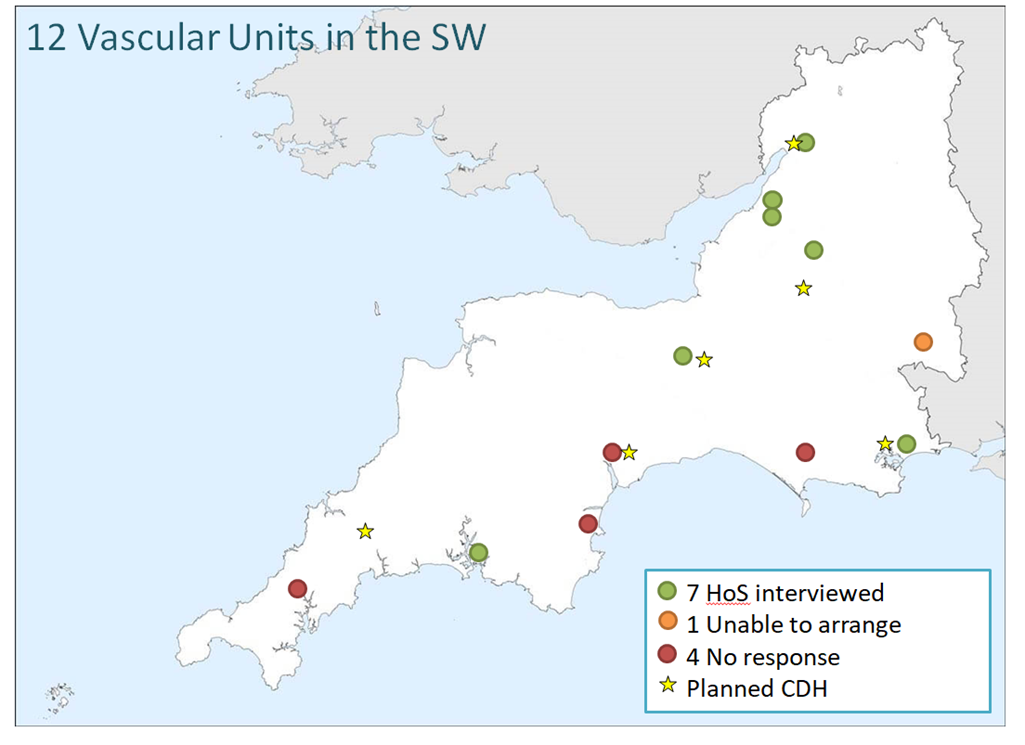 12 Vascular Units in the SW
7 HoS interviewed
1 Unable to arrange
4 No response
Planned CDH